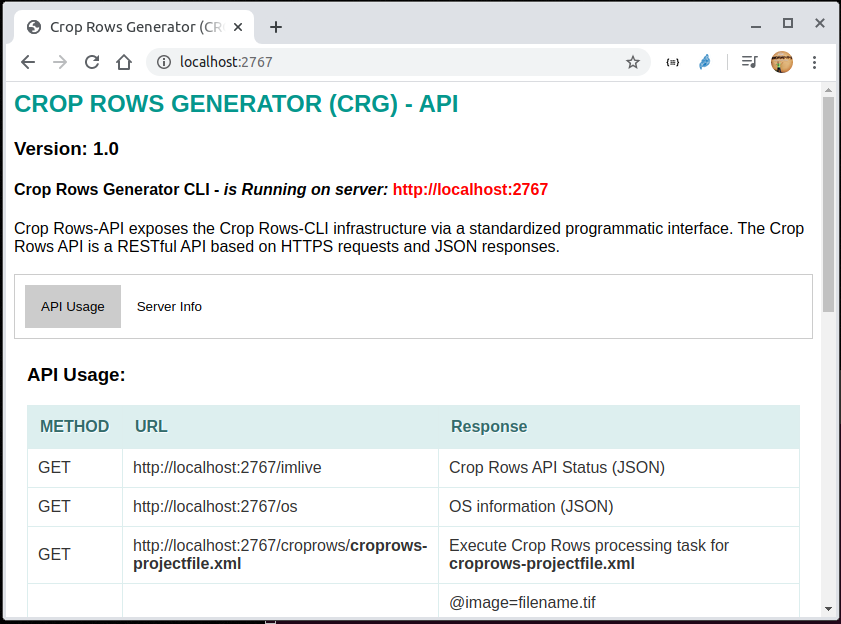 Crop Rows Generator (CR
localhost:2767
CROP ROWS GENERATOR (CRG) - API
Version: 1.0
Crop Rows Generator CLI - is Running on server: http://localhost:2767
Crop Rows-API exposes the Crop Rows-CLI infrastructure via a standardized programmatic interface. The Crop
Rows API is a RESTful API based on HTTPS requests and JSON responses.
API Usage Server Info
API Usage:
METHOD URL Response
GET http://localhost:2767/imlive Crop Rows API Status (JSON)
GET http://localhost:2767/os OS information (JSON)
GET http://localhost:2767/croprows/croprows-projectfile.xml Execute Crop Rows processing task for croprows-projectfile.xml
@image=filename.tif